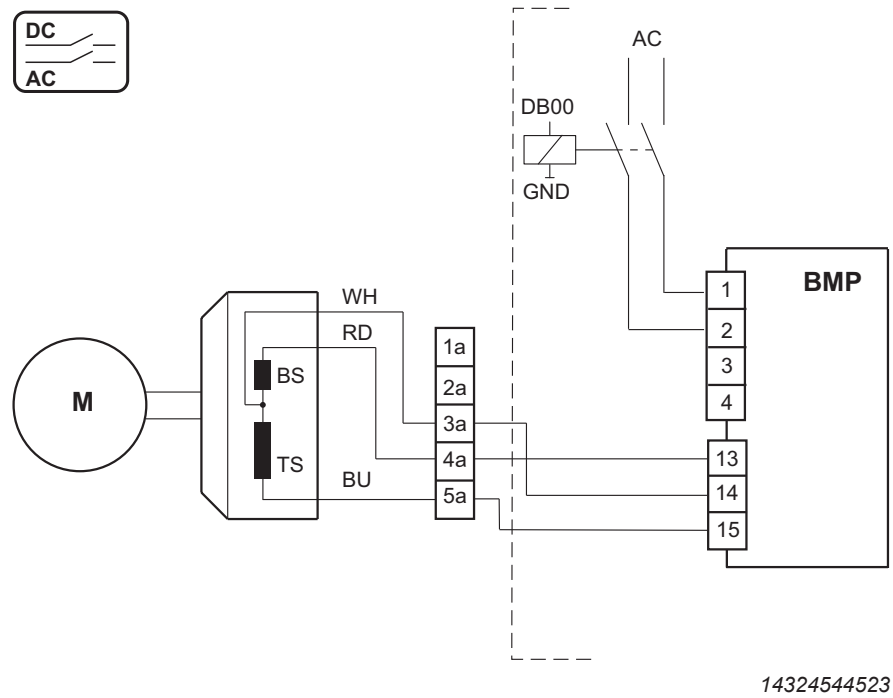 DC
AC
AC
DB00
GND
BMP
1
2
3
4
13
14
15
WH
RD
BS
TS
BU
M
1a
2a
3a
4a
5a
14324544523